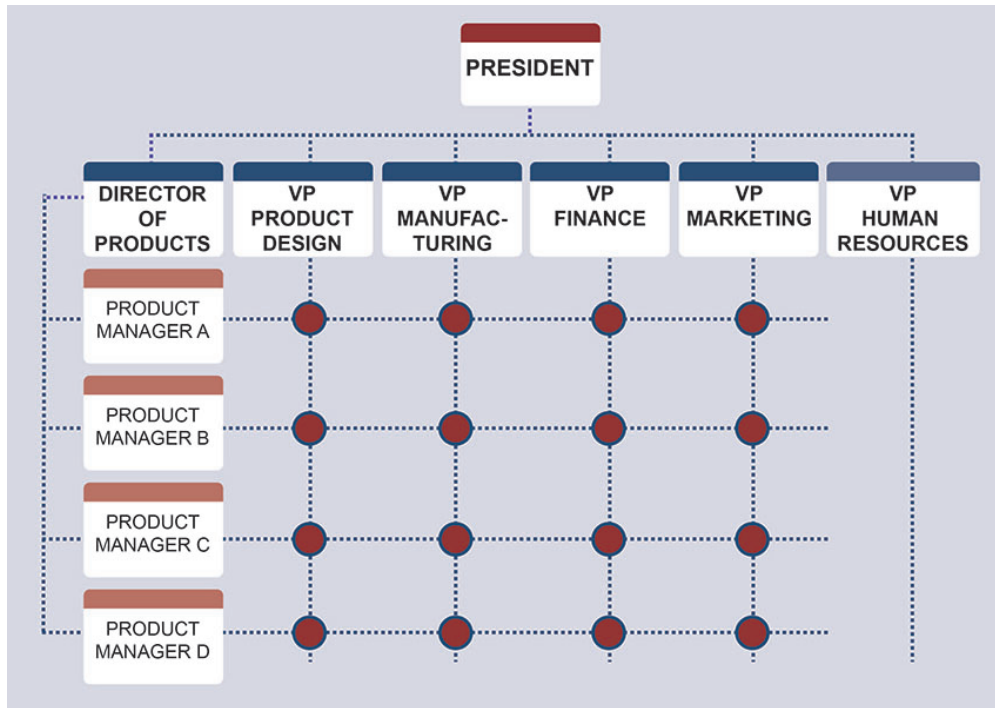 PRESIDENT
DIRECTOR
OF
PRODUCTS
VP
PRODUCT
DESIGN
VP
MANUFAC-
TURING
VP
FINANCE
VP
MARKETING
VP
HUMAN
RESOURCES
PRODUCT
MANAGER A
PRODUCT
MANAGER B
PRODUCT
MANAGER C
PRODUCT
MANAGER D